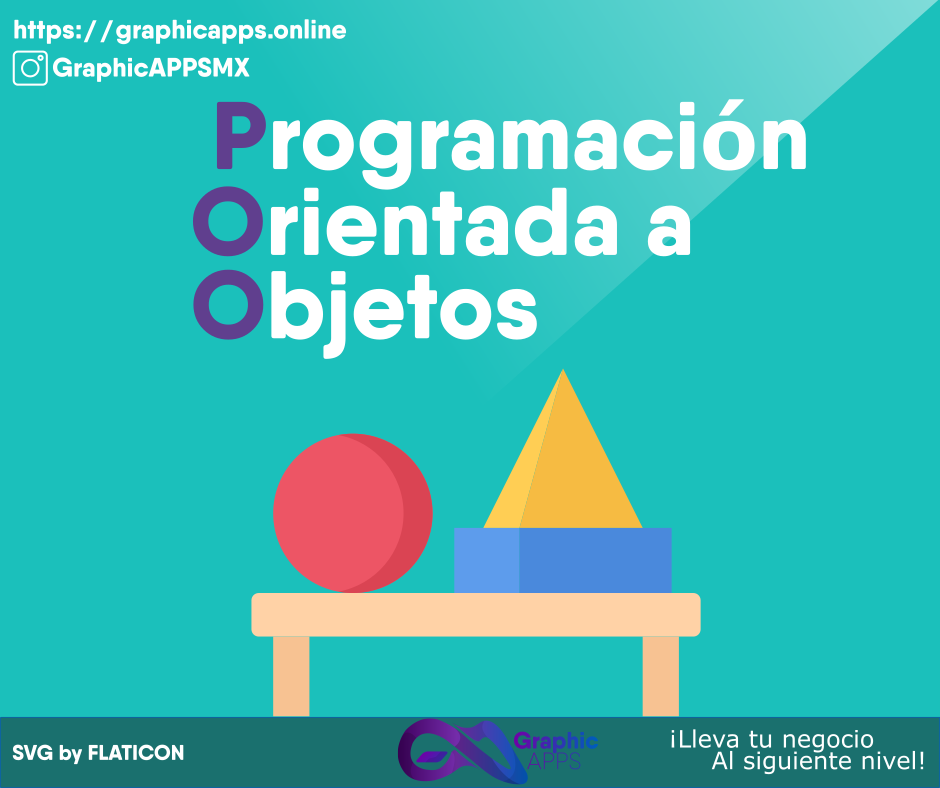 https://graphicapps.online
GraphicAPPSMX
Programación
Orientada a
Objetos
SVG by FLATICON
Graphic
APPS
¡Lleva tu negocio
Al siguiente nivel!